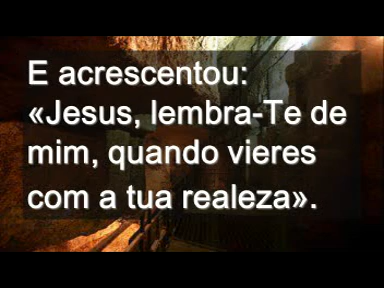 E acrescentou:
«Jesus, lembra-Te de
mim, quando vieres
com a tua realeza».